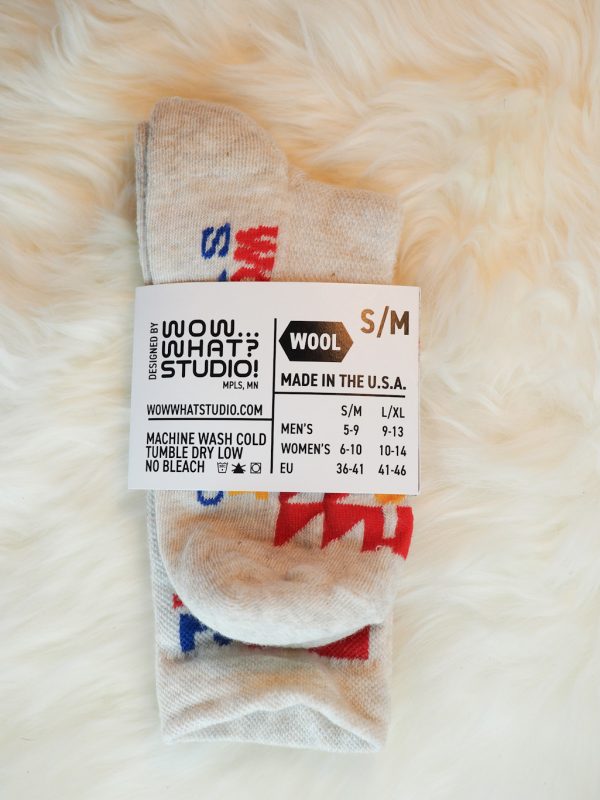 DESIGNED BY
WOW...
WHAT?
STUDIO!
MPLS, MN
WOWWHATSTUDIO.COM
MACHINE WASH COLD
TUMBLE DRY LOW
NO BLEACH
WOOL
S/M
MADE IN THE U.S.A.
S/M L/XL
MEN'S 5-9 9-13
WOMEN'S 6-10 10-14
EU 36-41 41-46